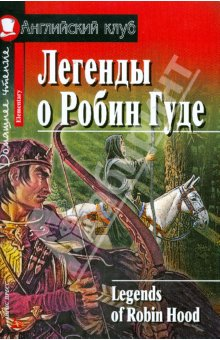 Английский клуб
Домашнее чтение
Elementary
Легенды
о Робин Гуде
Legends
of Robin Hood